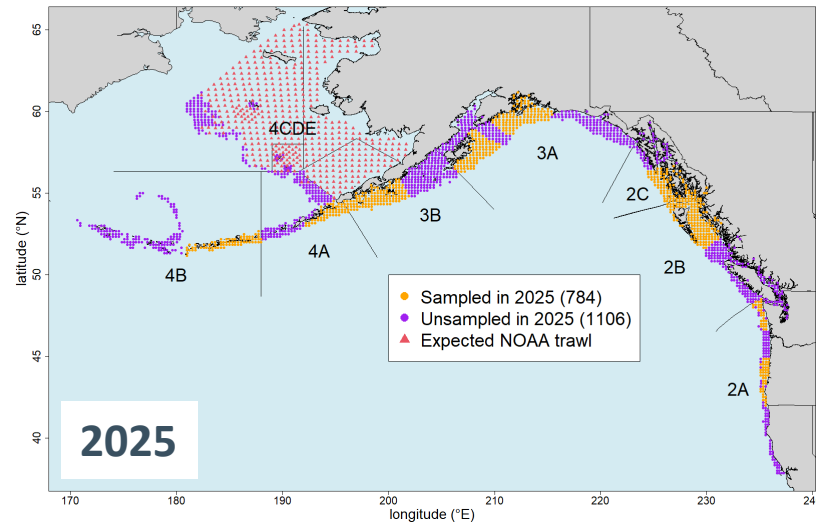 65
60
55
50
45
40
latitude (°N)
4CDE
3A
2C
3B
4A
4B
2B
2A
Sampled in 2025 (784)
Unsampled in 2025 (1106)
Expected NOAA trawl
2025
170 180 190 200 210 220 230 240
longitude (°E)